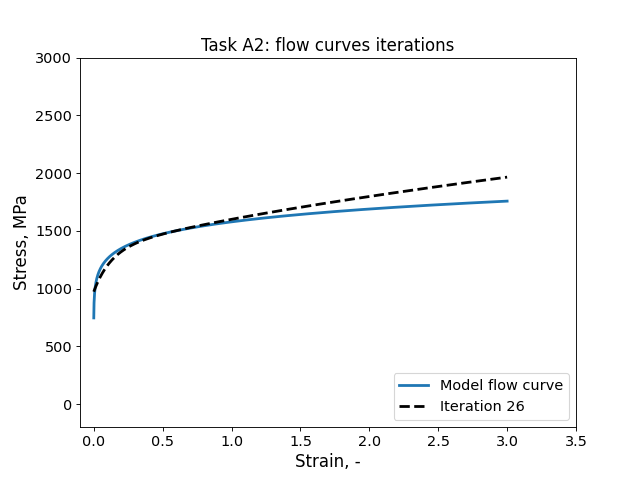 Task A2: flow curves iterations
3000
2500
2000
1500
1000
500
0
Stress, MPa
0.0 0.5 1.0 1.5 2.0 2.5 3.0 3.5
Strain, -
Model flow curve
Iteration 26